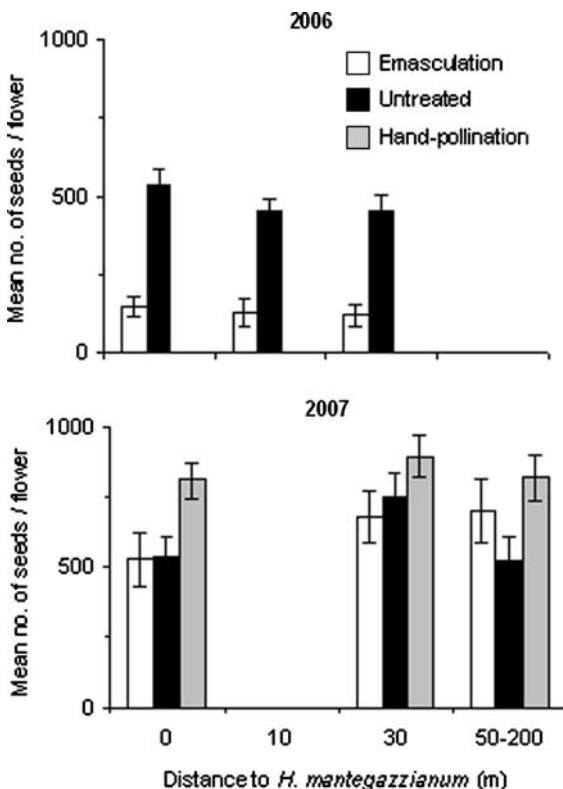 2006
1000
Emasculation
Untreated
Hand-pollination
500
0
Mean no. of seeds / flower
2007
1000
500
0
Mean no. of seeds / flower
0 10 30 50-200
Distance to H. mantegazzianum (m)